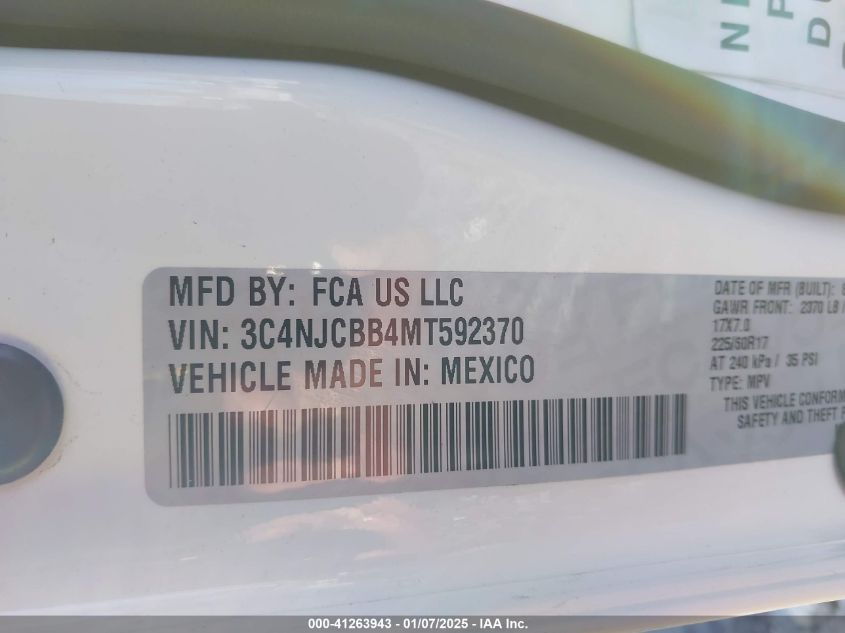 NE
P
DU
MFD BY: FCA US LLC
VIN: 3C4NJCBB4MT592370
VEHICLE MADE IN: MEXICO
DATE OF MFR (BUILT):
GAWR FRONT: 2370 LB
17X7.0
225/60R17
AT 240 kPa / 35 PSI
TYPE: MPV
THIS VEHICLE CONFORM
SAFETY AND THEFT
000-41263943 - 01/07/2025 - IAA Inc.